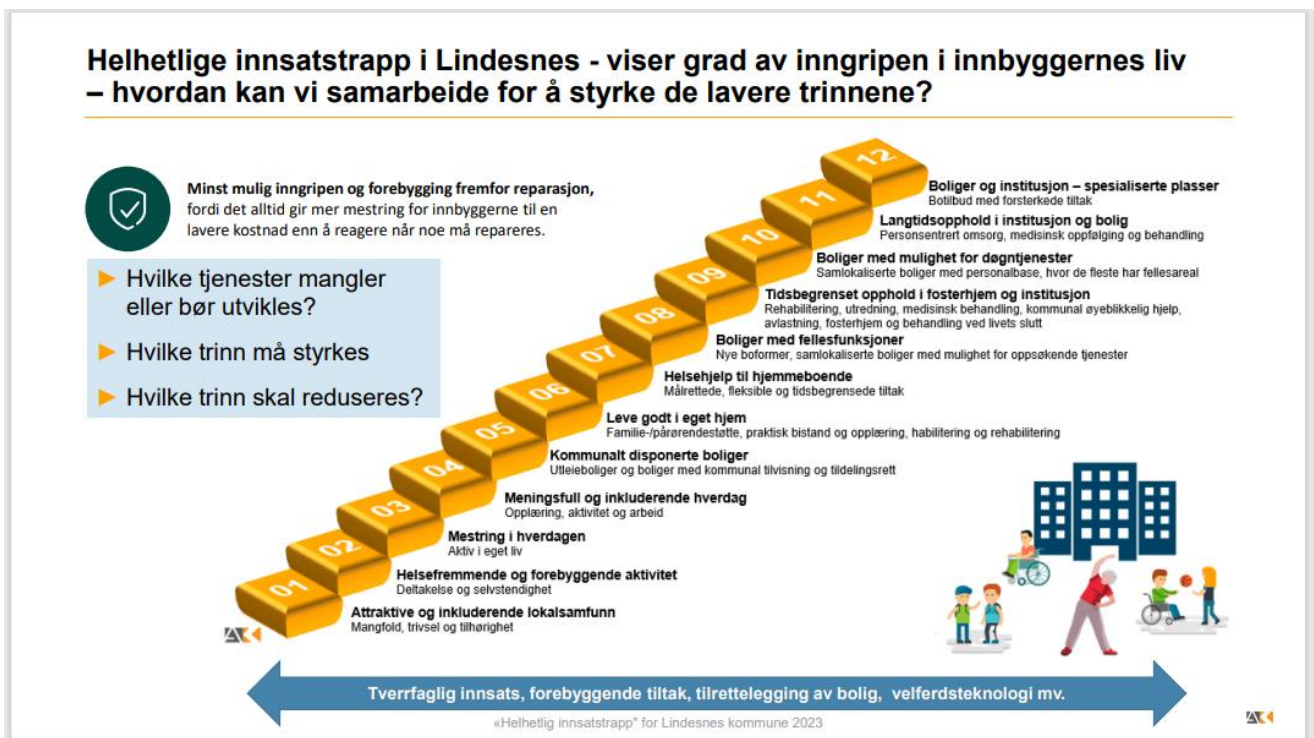 Helhetlige innsatstrapp i Lindesnes - viser grad av inngripen i innbyggernes liv
– hvordan kan vi samarbeide for å styrke de lavere trinnene?
Minst mulig inngripen og forebygging fremfor reparasjon,
fordi det alltid gir mer mestring for innbyggerne til en
lavere kostnad enn å reagere når noe må repareres.
Hvilke tjenester mangler
eller bør utvikles?
Hvilke trinn må styrkes
Hvilke trinn skal reduseres?
12
Boliger og institusjon – spesialiserte plasser
Botilbud med forsterkede tiltak
11
Langtidsopphold i institusjon og bolig
Personsentrert omsorg, medisinsk oppfølging og behandling
10
Boliger med mulighet for døgntjenester
Samlokaliserte boliger med personalbase, hvor de fleste har fellesareal
09
Tidsbegrenset opphold i fosterhjem og institusjon
Rehabilitering, utredning, medisinsk behandling, kommunal øyeblikkelig hjelp,
avlastning, fosterhjem og behandling ved livets slutt
08
Boliger med fellesfunksjoner
Nye boformer, samlokaliserte boliger med mulighet for oppsøkende tjenester
07
Helsehjelp til hjemmeboende
Målrettede, fleksible og tidsbegrensede tiltak
06
Leve godt i eget hjem
Familie-/pårørendestøtte, praktisk bistand og opplæring, habilitering og rehabilitering
05
Kommunalt disponerte boliger
Utleieboliger og boliger med kommunal tilvisning og tildelingsrett
04
Meningsfull og inkluderende hverdag
Opplæring, aktivitet og arbeid
03
Mestring i hverdagen
Aktiv i eget liv
02
Helsefremmende og forebyggende aktivitet
Deltakelse og selvstendighet
01
Attraktive og inkluderende lokalsamfunn
Mangfold, trivsel og tilhørighet
Tverrfaglig innsats, forebyggende tiltak, tilrettelegging av bolig, velferdsteknologi mv.
«Helhetlig innsatstrapp" for Lindesnes kommune 2023